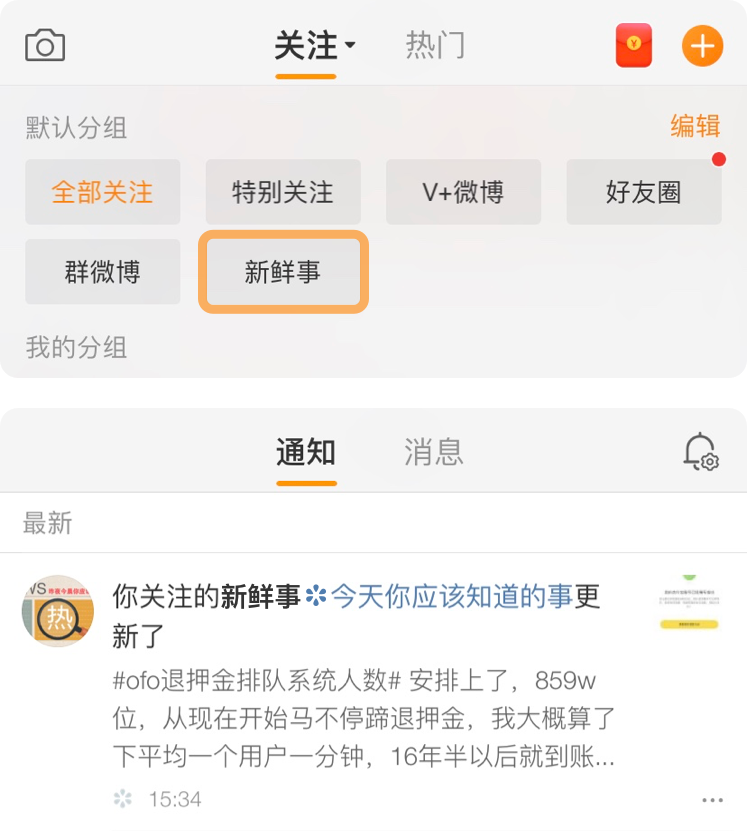 关注 热门
默认分组 编辑
全部关注 特别关注 V+微博 好友圈
群微博 新鲜事
我的分组
通知 消息
最新
你关注的新鲜事今天你应该知道的事更
新了
#ofo退押金排队系统人数# 安排上了，859w
位，从现在开始马不停蹄退押金，我大概算了
下平均一个用户一分钟，16年半以后就到账...
15:34
热